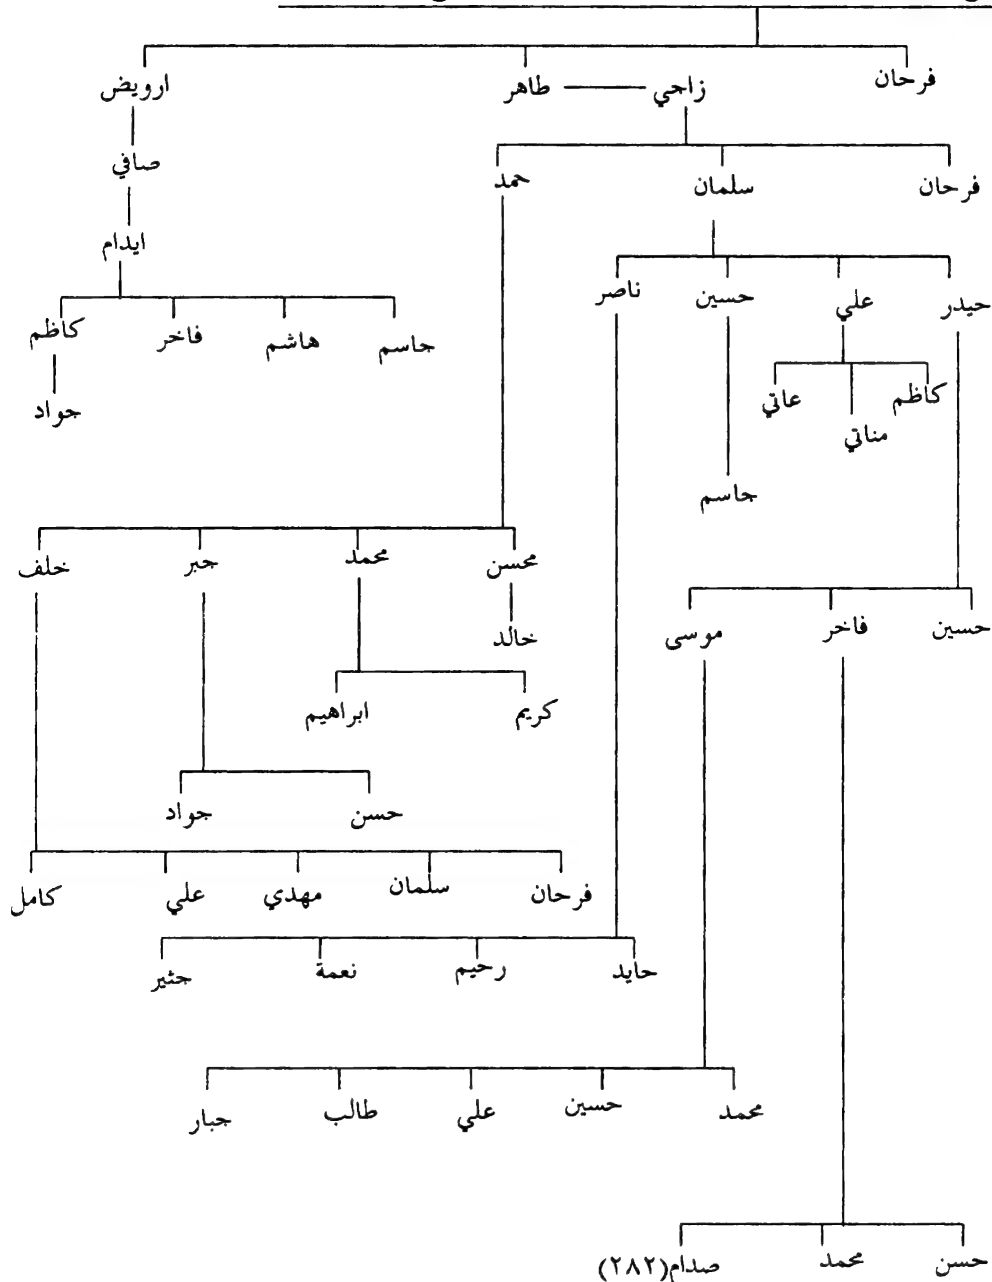 فرحان زاجي طاهر ارويض
فرحان سلمان حمد صافي
ايدام
حيدر علي حسين ناصر
جاسم هاشم فاخر كاظم
كاظم مناتي عاتي جواد
جاسم
محسن محمد جبر خلف
حسين فاخر موسى خالد
كريم ابراهيم
حسن جواد
فرحان سلمان مهدي علي كامل
حايد رحيم نعمة جثير
محمد حسين علي طالب جبار
حسن محمد صدام(٢٨٢)